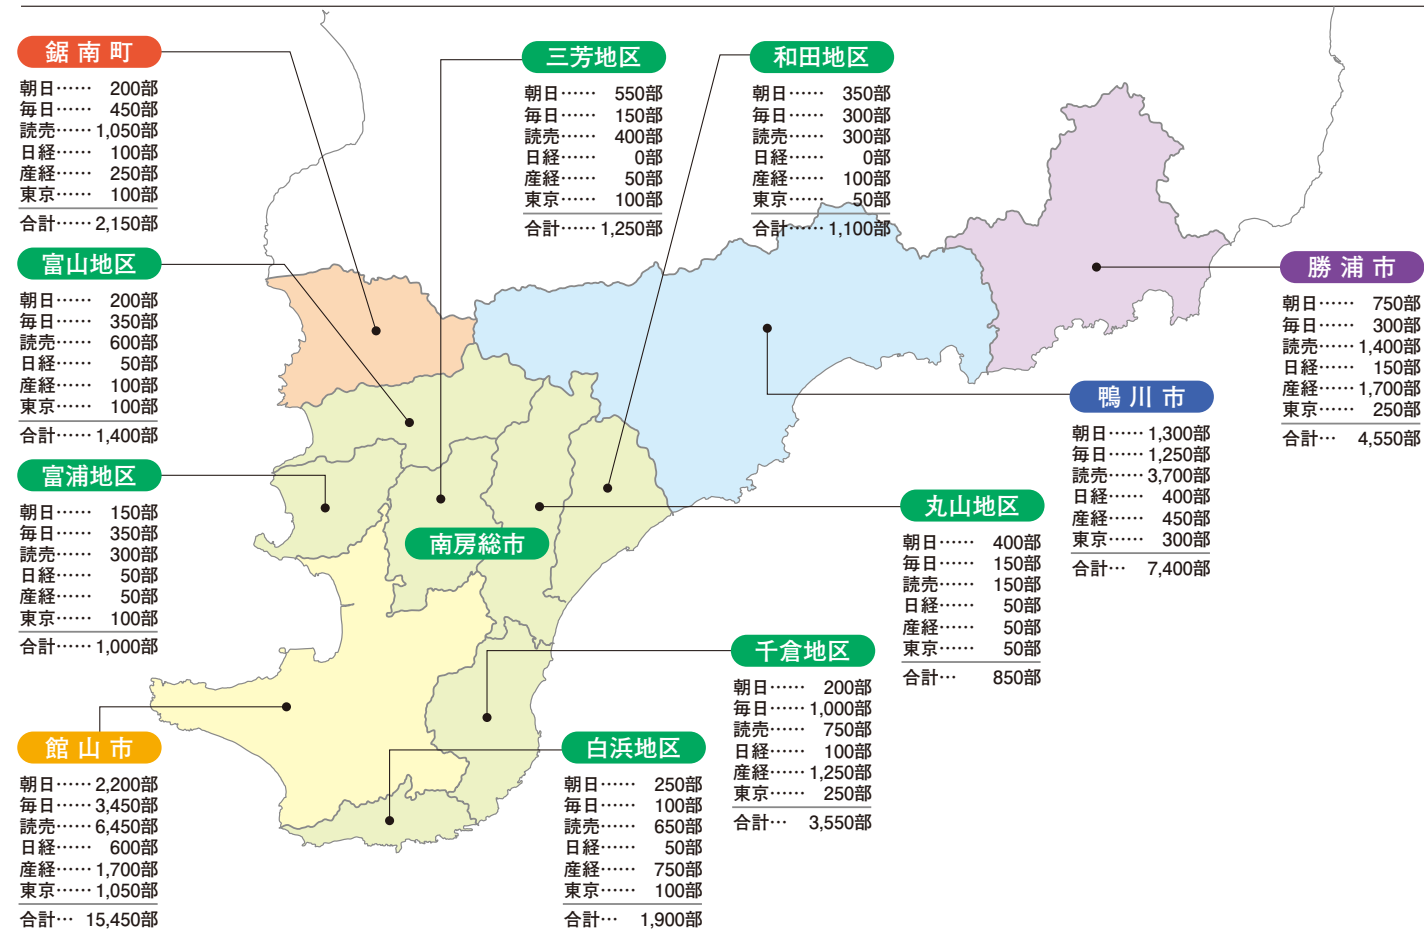 鋸南町
朝日…… 200部
毎日…… 450部
読売…… 1,050部
日経…… 100部
産経…… 250部
東京…… 100部
合計…… 2,150部
富山地区
朝日…… 200部
毎日…… 350部
読売…… 600部
日経…… 50部
産経…… 100部
東京…… 100部
合計…… 1,400部
富浦地区
朝日…… 150部
毎日…… 350部
読売…… 300部
日経…… 50部
産経…… 50部
東京…… 100部
合計…… 1,000部
館山市
朝日…… 2,200部
毎日…… 3,450部
読売…… 6,450部
日経…… 600部
産経…… 1,700部
東京…… 1,050部
合計… 15,450部
三芳地区
朝日…… 550部
毎日…… 150部
読売…… 400部
日経…… 0部
産経…… 50部
東京…… 100部
合計…… 1,250部
和田地区
朝日…… 350部
毎日…… 300部
読売…… 300部
日経…… 0部
産経…… 100部
東京…… 50部
合計…… 1,100部
南房総市
白浜地区
朝日…… 250部
毎日…… 100部
読売…… 650部
日経…… 50部
産経…… 750部
東京…… 100部
合計… 1,900部
千倉地区
朝日…… 200部
毎日…… 1,000部
読売…… 750部
日経…… 100部
産経…… 1,250部
東京…… 250部
合計… 3,550部
丸山地区
朝日…… 400部
毎日…… 150部
読売…… 150部
日経…… 50部
産経…… 50部
東京…… 50部
合計… 850部
鴨川市
朝日…… 1,300部
毎日…… 1,250部
読売…… 3,700部
日経…… 400部
産経…… 450部
東京…… 300部
合計… 7,400部
勝浦市
朝日…… 750部
毎日…… 300部
読売…… 1,400部
日経…… 150部
産経…… 1,700部
東京…… 250部
合計… 4,550部